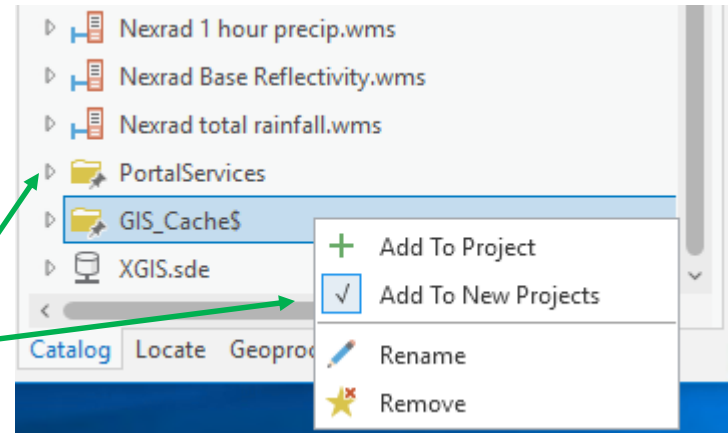 Nexrad 1 hour precip.wms
Nexrad Base Reflectivity.wms
Nexrad total rainfall.wms
PortalServices
GIS_Cache$
XGIS.sde
Add To Project
Add To New Projects
Rename
Remove
Catalog Locate Geoproc